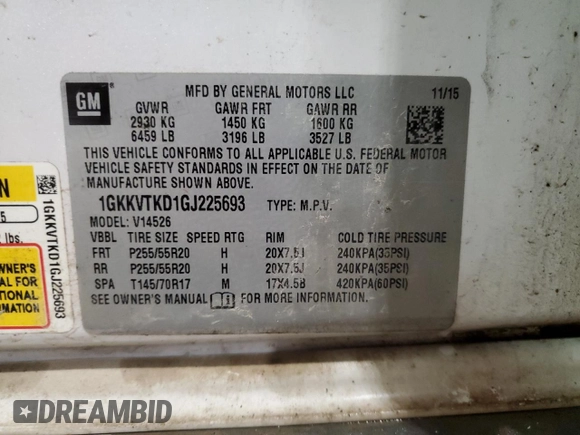 GM
MFD BY GENERAL MOTORS LLC 11/15
GVWR GAWR FRT GAWR RR
2930 KG 1450 KG 1600 KG
6459 LB 3196 LB 3527 LB
THIS VEHICLE CONFORMS TO ALL APPLICABLE U.S. FEDERAL MOTOR
VEHICLE SAFETY STANDARDS IN EFFECT ON THE DATE OF
MANUFACTURE SHOWN ABOVE.
1GKKVTKD1GJ225693 TYPE: M.P.V.
MODEL: V14526
VBBL TIRE SIZE SPEED RTG RIM COLD TIRE PRESSURE
FRT P255/55R20 H 20X7.5J 240KPA(35PSI)
RR P255/55R20 H 20X7.5J 240KPA(35PSI)
SPA T145/70R17 M 17X4.5B 420KPA(60PSI)
SEE OWNER'S MANUAL FOR MORE INFORMATION.
1GKKVTKD1GJ225693
lbs.
OWNER'S
DREAMBID